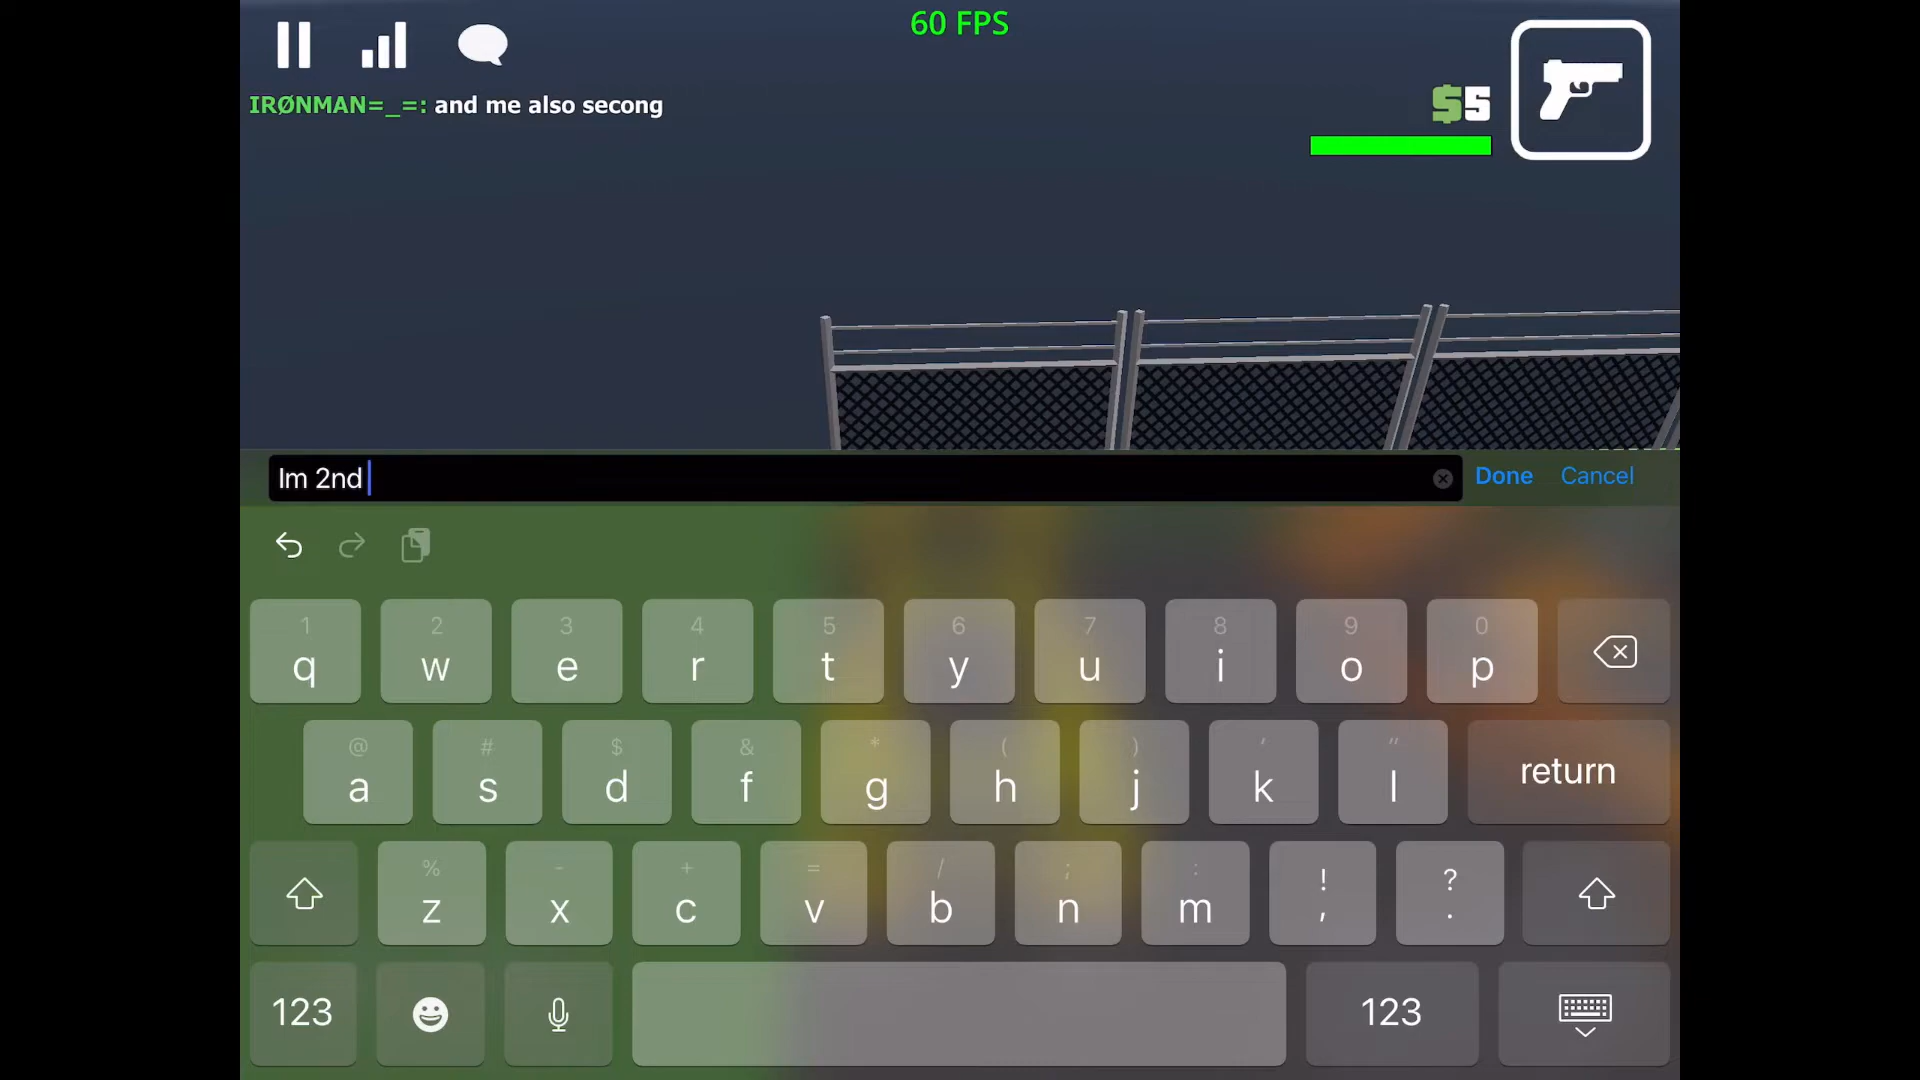 60 FPS
IRØNMAN=_=: and me also secong
$5
Im 2nd
Done
Cancel
1 2 3 4 5 6 7 8 9 0
q w e r t y u i o p
@ # $ & * ( ) ' "
a s d f g h j k l return
% - + = / ; : ! ?
z x c v b n m , .
123 123